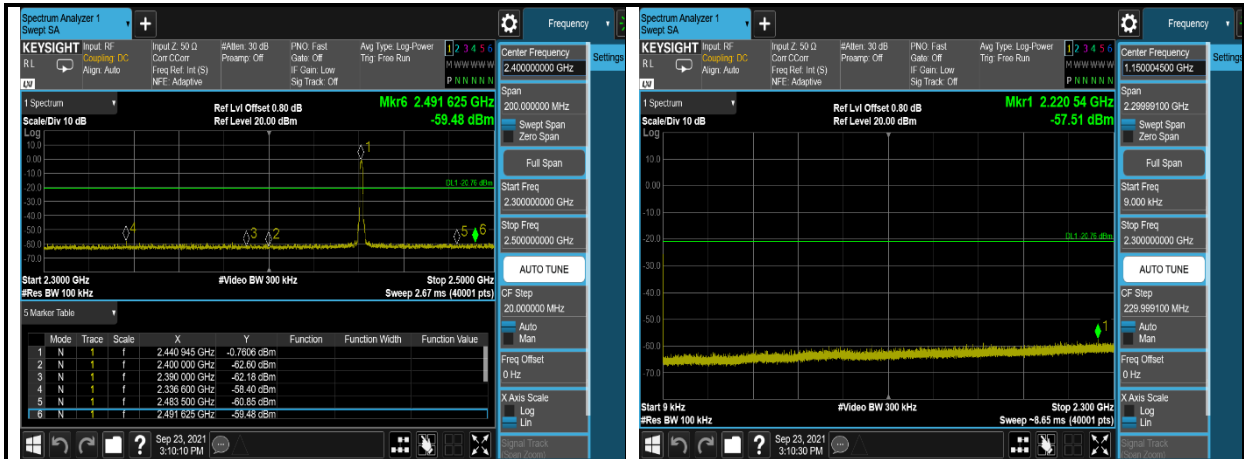 Spectrum Analyzer 1
Swept SA
+
Frequency
KEYSIGHT
RL
Input: RF
Coupling: DC
Align: Auto
Input Z: 50 Ω
Corr CCorr
Freq Ref: Int (S)
NFE: Adaptive
#Atten: 30 dB
Preamp: Off
PNO: Fast
Gate: Off
IF Gain: Low
Sig Track: Off
Avg Type: Log-Power
Trig: Free Run
1 2 3 4 5 6
M W W W W W
P N N N N N
1 Spectrum
Scale/Div 10 dB
Ref Lvl Offset 0.80 dB
Ref Level 20.00 dBm
Mkr6 2.491 625 GHz
-59.48 dBm
Log
10.0
0.00
-10.0
-20.0
-30.0
-40.0
-50.0
-60.0
-70.0
1
DL1 -20.76 dBm
4
3
2
5
6
Start 2.3000 GHz
#Res BW 100 kHz
#Video BW 300 kHz
Stop 2.5000 GHz
Sweep 2.67 ms (40001 pts)
5 Marker Table
Mode Trace Scale X Y Function Function Width Function Value
1 N 1 f 2.440 945 GHz -0.7606 dBm
2 N 1 f 2.400 000 GHz -62.60 dBm
3 N 1 f 2.390 000 GHz -62.18 dBm
4 N 1 f 2.336 600 GHz -58.40 dBm
5 N 1 f 2.483 500 GHz -60.85 dBm
6 N 1 f 2.491 625 GHz -59.48 dBm
Sep 23, 2021
3:10:10 PM
Center Frequency
2.400000000 GHz
Settings
Span
200.000000 MHz
Swept Span
Zero Span
Full Span
Start Freq
2.300000000 GHz
Stop Freq
2.500000000 GHz
AUTO TUNE
CF Step
20.000000 MHz
Auto
Man
Freq Offset
0 Hz
X Axis Scale
Log
Lin
Signal Track
(Span Zoom)
Spectrum Analyzer 1
Swept SA
+
Frequency
KEYSIGHT
RL
Input: RF
Coupling: DC
Align: Auto
Input Z: 50 Ω
Corr CCorr
Freq Ref: Int (S)
NFE: Adaptive
#Atten: 30 dB
Preamp: Off
PNO: Fast
Gate: Off
IF Gain: Low
Sig Track: Off
Avg Type: Log-Power
Trig: Free Run
1 2 3 4 5 6
M W W W W W
P N N N N N
1 Spectrum
Scale/Div 10 dB
Ref Lvl Offset 0.80 dB
Ref Level 20.00 dBm
Mkr1 2.220 54 GHz
-57.51 dBm
Log
10.0
0.00
-10.0
-20.0
-30.0
-40.0
-50.0
-60.0
-70.0
DL1 -20.76 dBm
1
Start 9 kHz
#Res BW 100 kHz
#Video BW 300 kHz
Stop 2.300 GHz
Sweep ~8.65 ms (40001 pts)
Sep 23, 2021
3:10:30 PM
Center Frequency
1.150004500 GHz
Settings
Span
2.29999100 GHz
Swept Span
Zero Span
Full Span
Start Freq
9.000 kHz
Stop Freq
2.300000000 GHz
AUTO TUNE
CF Step
229.999100 MHz
Auto
Man
Freq Offset
0 Hz
X Axis Scale
Log
Lin
Signal Track
(Span Zoom)